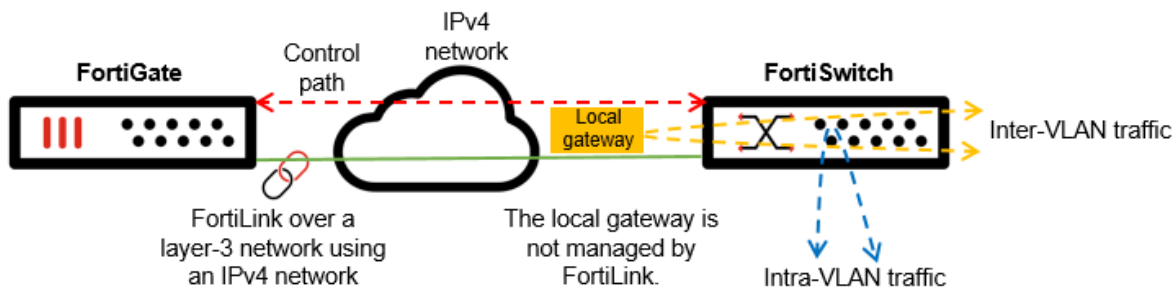 IPv4
network
Control
path
FortiGate
FortiSwitch
Local
gateway
Inter-VLAN traffic
FortiLink over a
layer-3 network using
an IPv4 network
The local gateway is
not managed by
FortiLink.
Intra-VLAN traffic